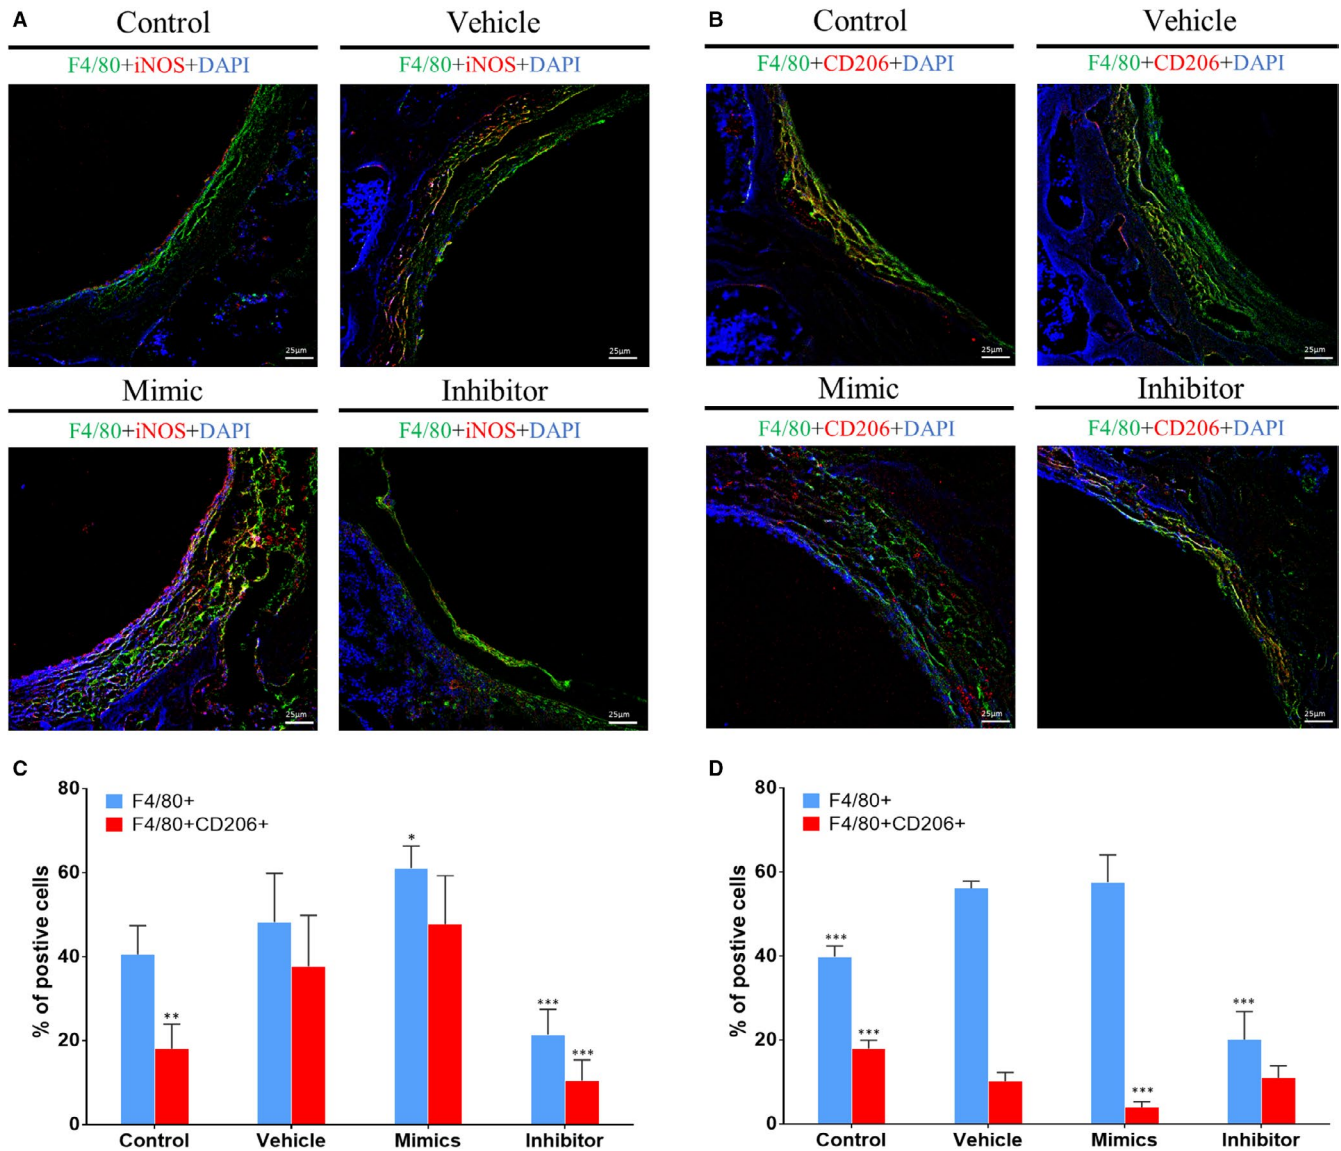 A
Control
Vehicle
F4/80+iNOS+DAPI
F4/80+iNOS+DAPI
25µm
25µm
Mimic
Inhibitor
F4/80+iNOS+DAPI
F4/80+iNOS+DAPI
25µm
25µm
B
Control
Vehicle
F4/80+CD206+DAPI
F4/80+CD206+DAPI
25µm
25µm
Mimic
Inhibitor
F4/80+CD206+DAPI
F4/80+CD206+DAPI
25µm
25µm
C
% of postive cells
80
60
40
20
0
F4/80+
F4/80+CD206+
**
*
***
***
Control
Vehicle
Mimics
Inhibitor
D
% of postive cells
80
60
40
20
0
F4/80+
F4/80+CD206+
***
***
***
***
Control
Vehicle
Mimics
Inhibitor